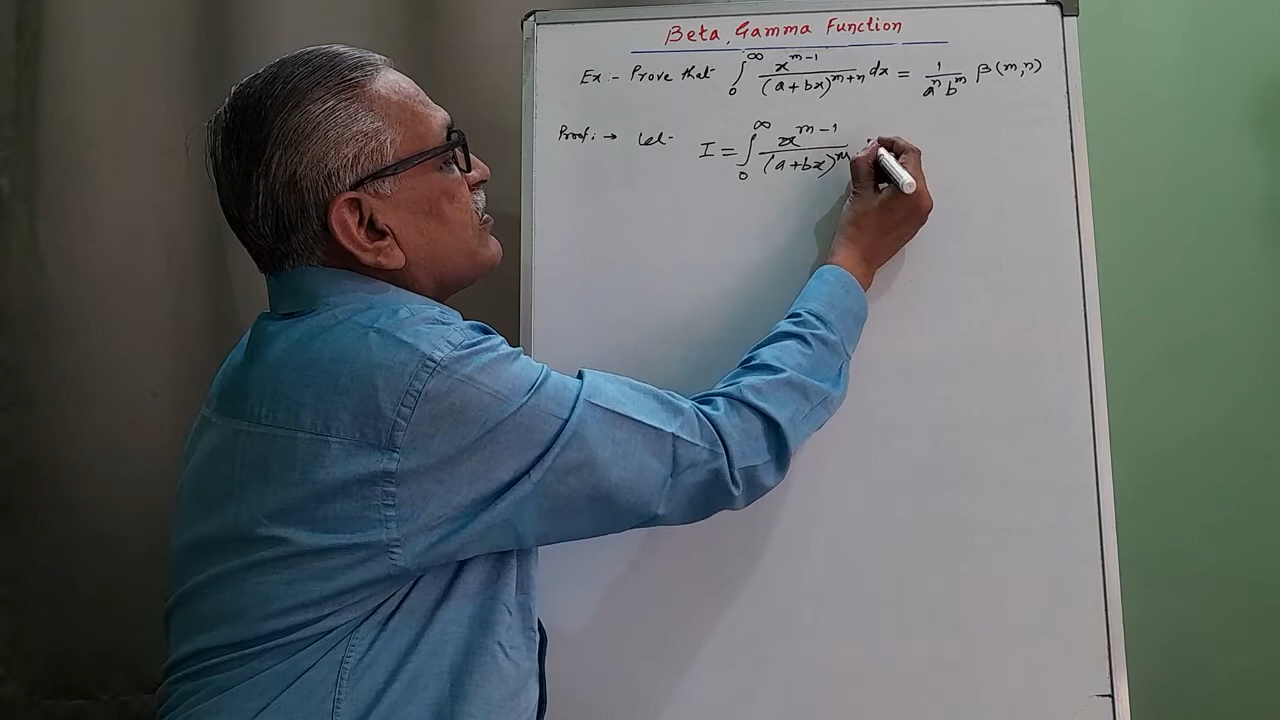 Beta, Gamma Function
Ex:- Prove that ∫₀^∞ x^(m-1) / (a+bx)^(m+n) dx = 1 / (a^n b^m) β(m,n)
Proof:→ Let I = ∫₀^∞ x^(m-1) / (a+bx)^m